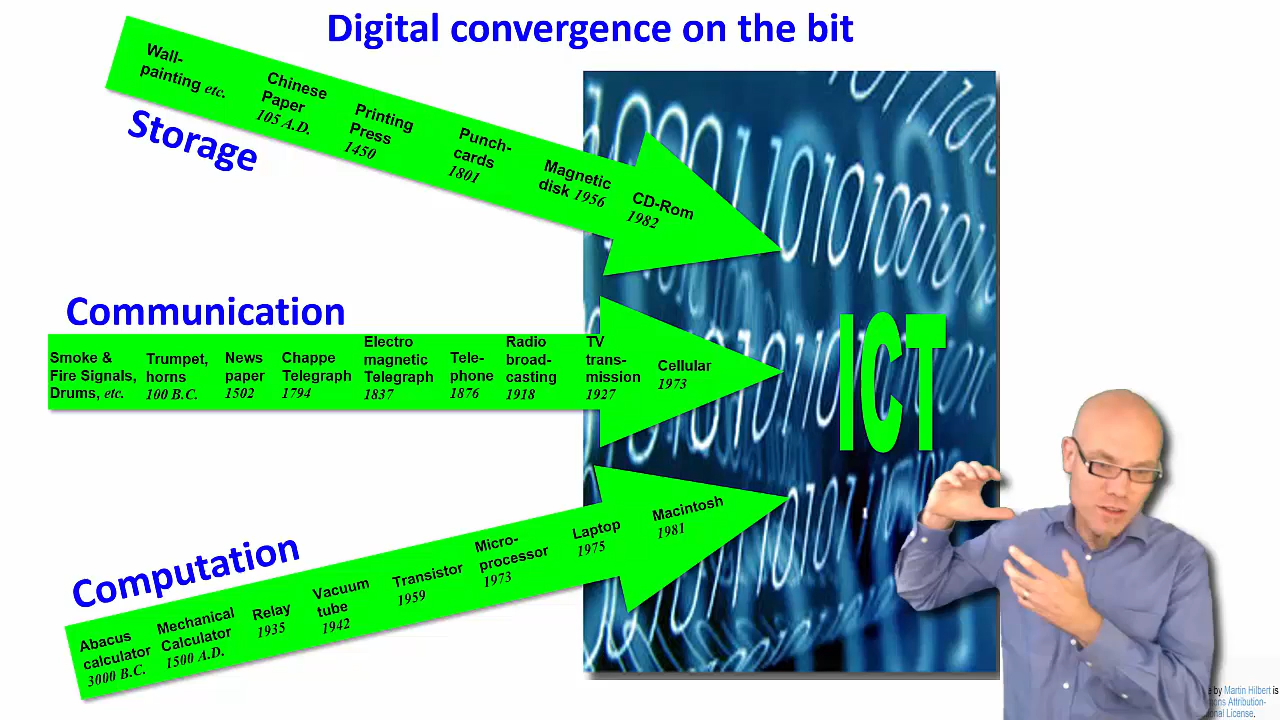 Digital convergence on the bit
Wall-
painting etc.
Chinese
Paper
105 A.D.
Printing
Press
1450
Punch-
cards
1801
Magnetic
disk 1956
CD-Rom
1982
Storage
Communication
Smoke &
Fire Signals,
Drums, etc.
Trumpet,
horns
100 B.C.
News
paper
1502
Chappe
Telegraph
1794
Electro
magnetic
Telegraph
1837
Tele-
phone
1876
Radio
broad-
casting
1918
TV
trans-
mission
1927
Cellular
1973
ICT
Computation
Abacus
calculator
3000 B.C.
Mechanical
Calculator
1500 A.D.
Relay
1935
Vacuum
tube
1942
Transistor
1959
Micro-
processor
1973
Laptop
1975
Macintosh
1981
by Martin Hilbert is
Attribution-
License.